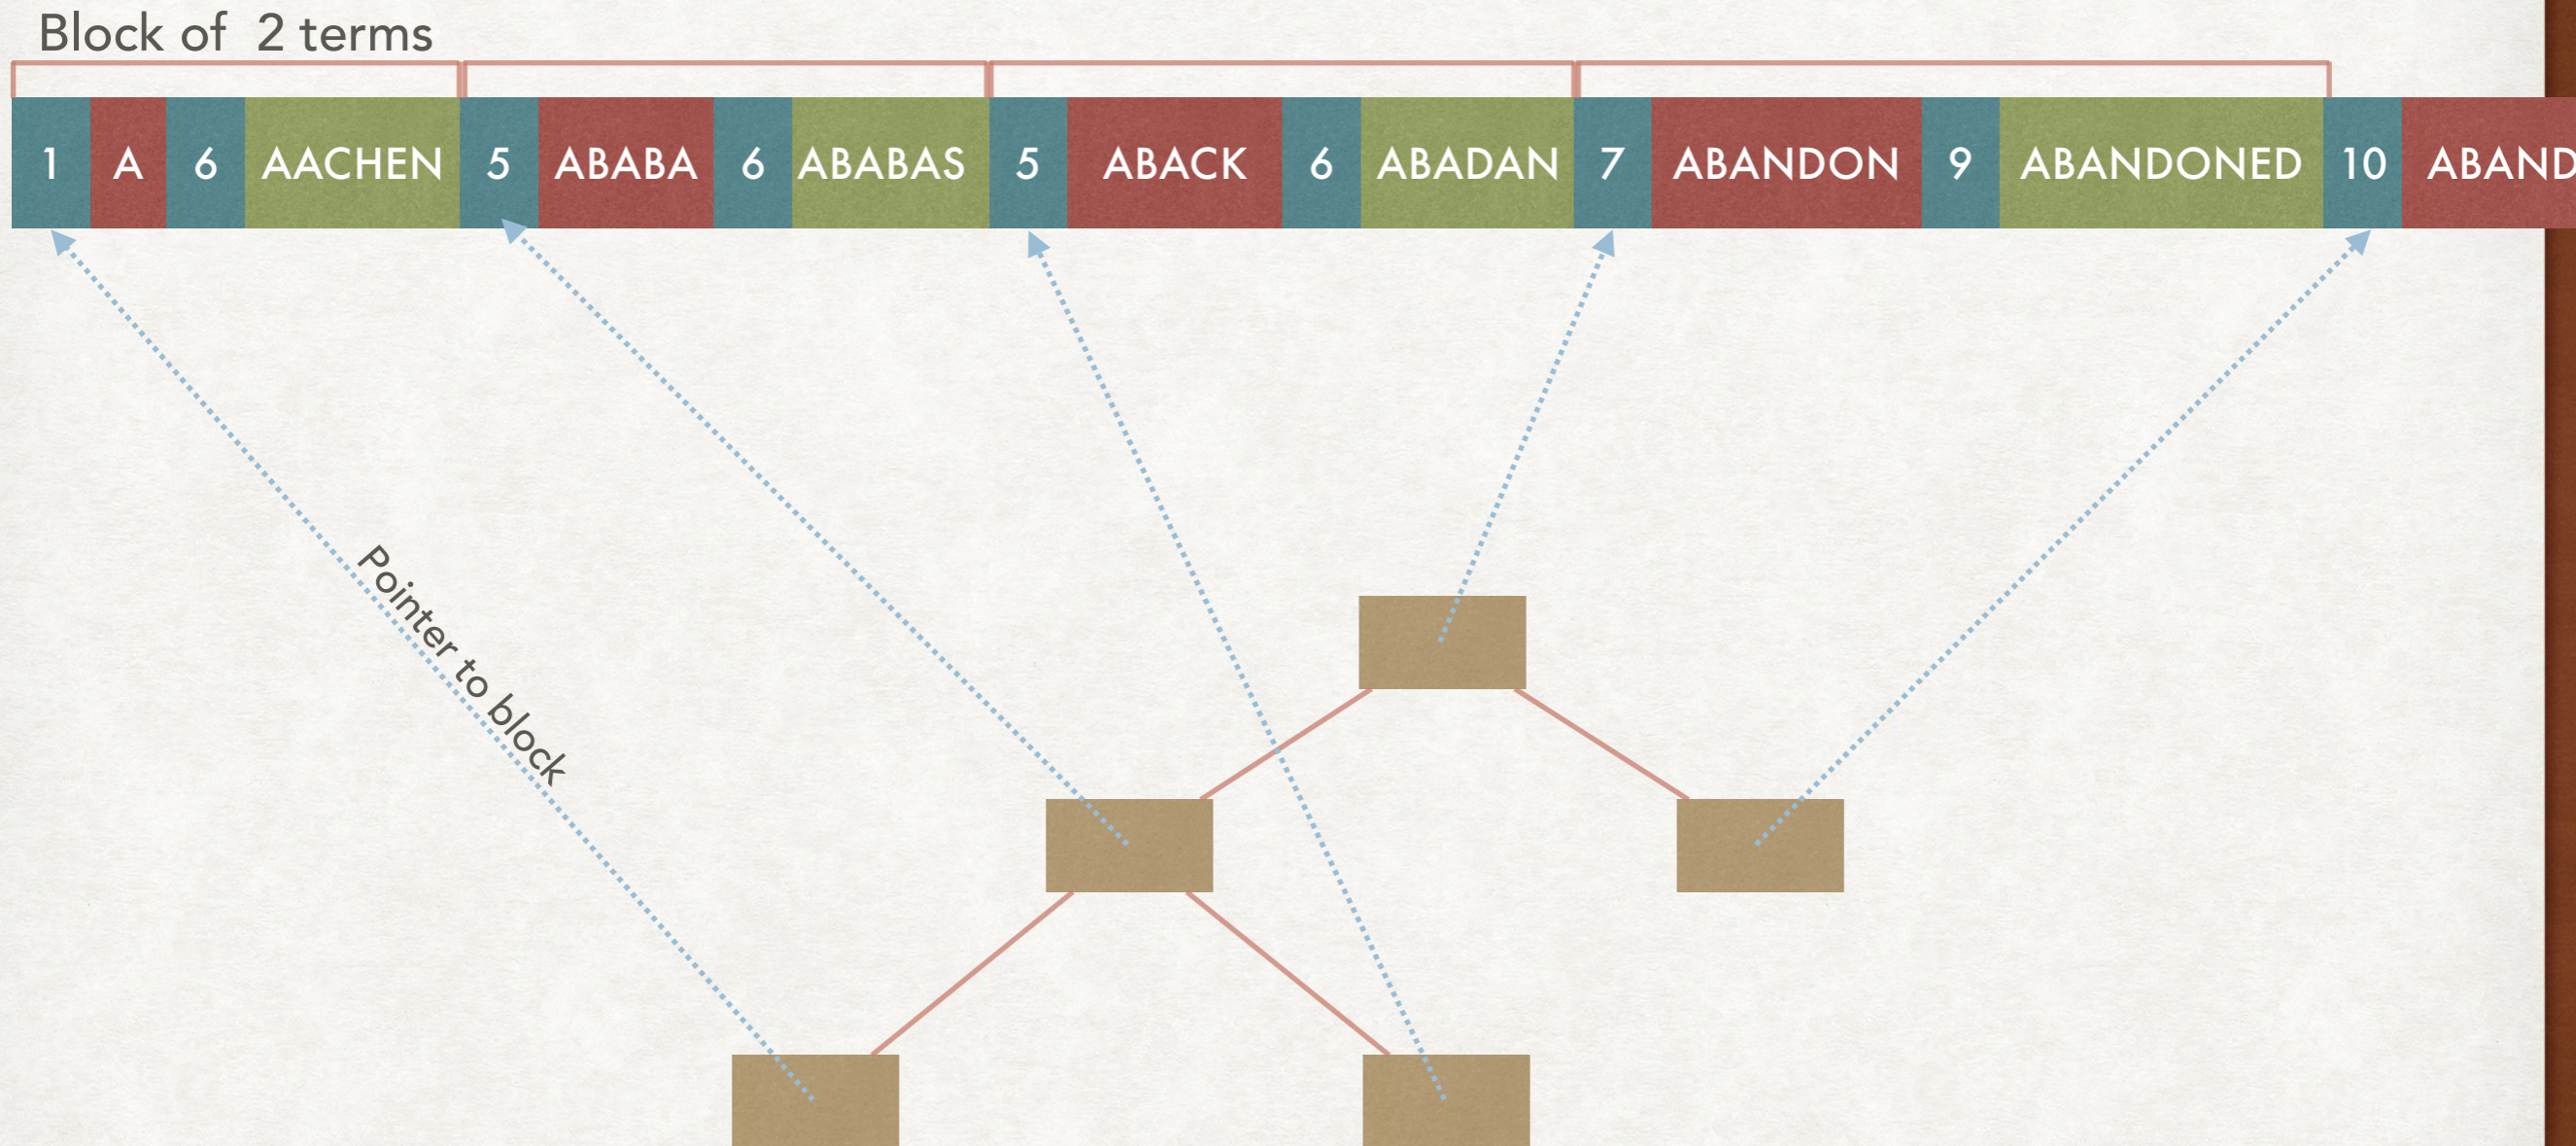 Block of 2 terms
1 A 6 AACHEN 5 ABABA 6 ABABAS 5 ABACK 6 ABADAN 7 ABANDON 9 ABANDONED 10 ABAND
Pointer to block